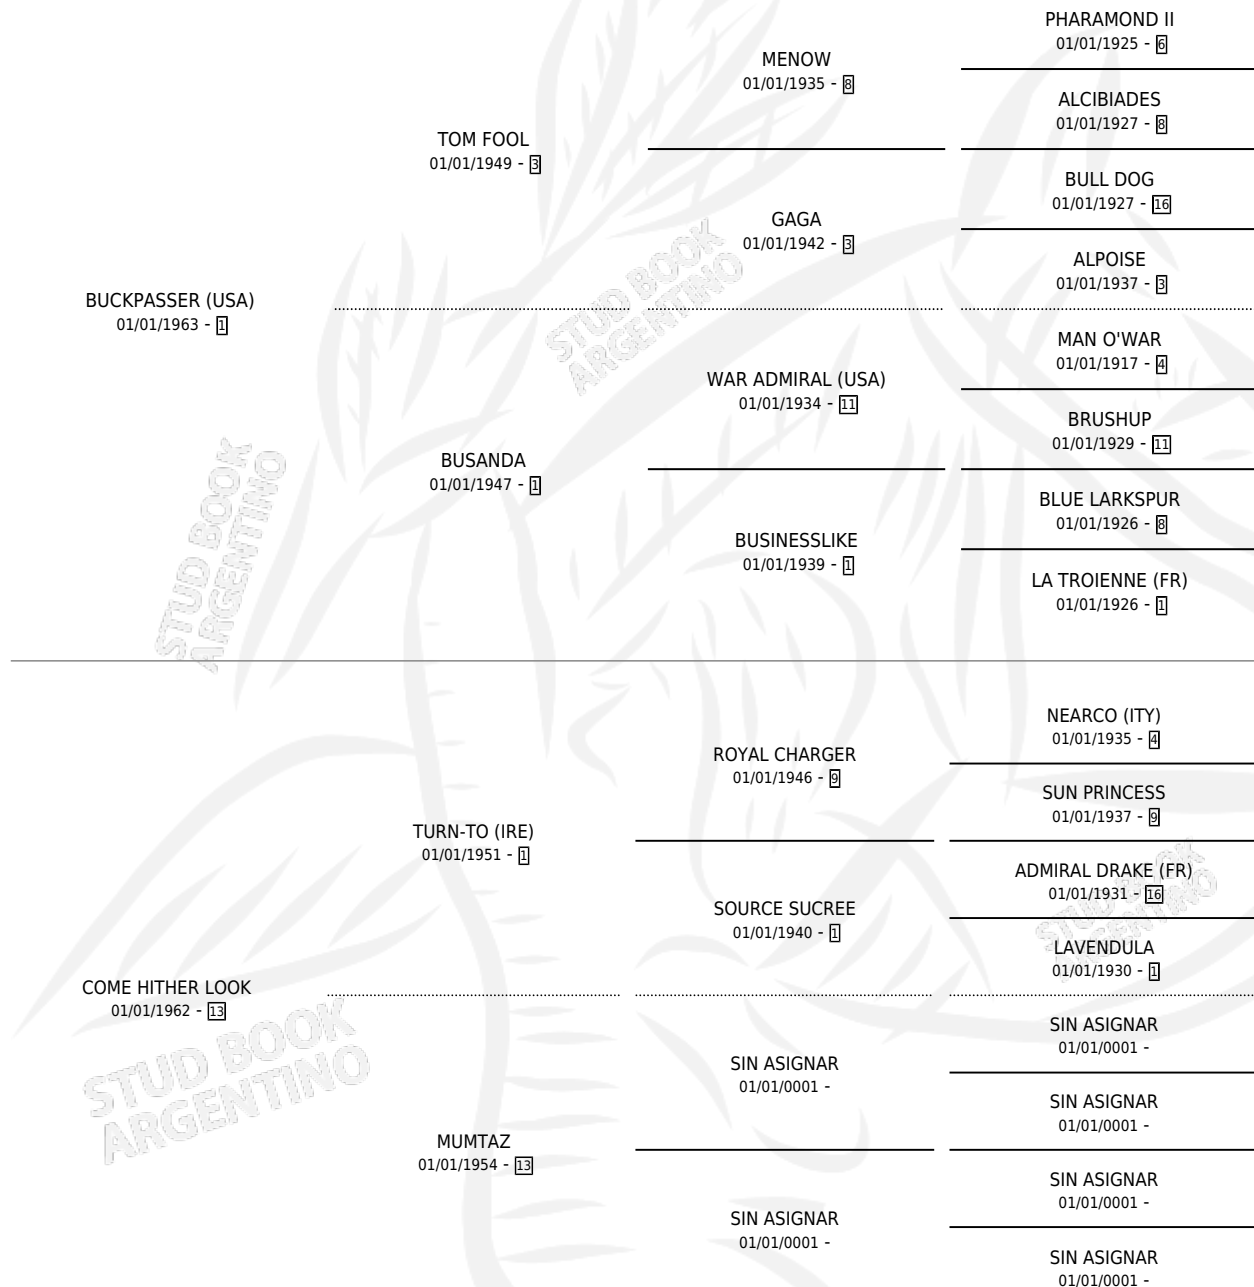 PHARAMOND II
01/01/1925 - 6
MENOW
01/01/1935 - 8
ALCIBIADES
01/01/1927 - 8
TOM FOOL
01/01/1949 - 3
BULL DOG
01/01/1927 - 16
GAGA
01/01/1942 - 3
ALPOISE
01/01/1937 - 3
BUCKPASSER (USA)
01/01/1963 - 1
MAN O'WAR
01/01/1917 - 4
WAR ADMIRAL (USA)
01/01/1934 - 11
BRUSHUP
01/01/1929 - 11
BUSANDA
01/01/1947 - 1
BLUE LARKSPUR
01/01/1926 - 8
BUSINESSLIKE
01/01/1939 - 1
LA TROIENNE (FR)
01/01/1926 - 1
NEARCO (ITY)
01/01/1935 - 4
ROYAL CHARGER
01/01/1946 - 9
SUN PRINCESS
01/01/1937 - 9
TURN-TO (IRE)
01/01/1951 - 1
ADMIRAL DRAKE (FR)
01/01/1931 - 16
SOURCE SUCREE
01/01/1940 - 1
LAVENDULA
01/01/1930 - 1
COME HITHER LOOK
01/01/1962 - 13
SIN ASIGNAR
01/01/0001 -
SIN ASIGNAR
01/01/0001 -
SIN ASIGNAR
01/01/0001 -
MUMTAZ
01/01/1954 - 13
SIN ASIGNAR
01/01/0001 -
SIN ASIGNAR
01/01/0001 -
SIN ASIGNAR
01/01/0001 -
STUD BOOK
ARGENTINO
STUD BOOK
ARGENTINO
STUD BOOK
ARGENTINO
STUD BOOK
ARGENTINO